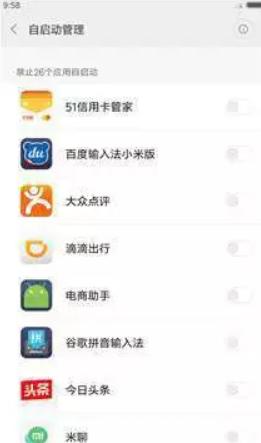 9:58
自启动管理
禁止26个应用自启动
51信用卡管家
百度输入法小米版
du
大众点评
滴滴出行
电商助手
谷歌拼音输入法
拼
今日头条
头条
米聊
mi